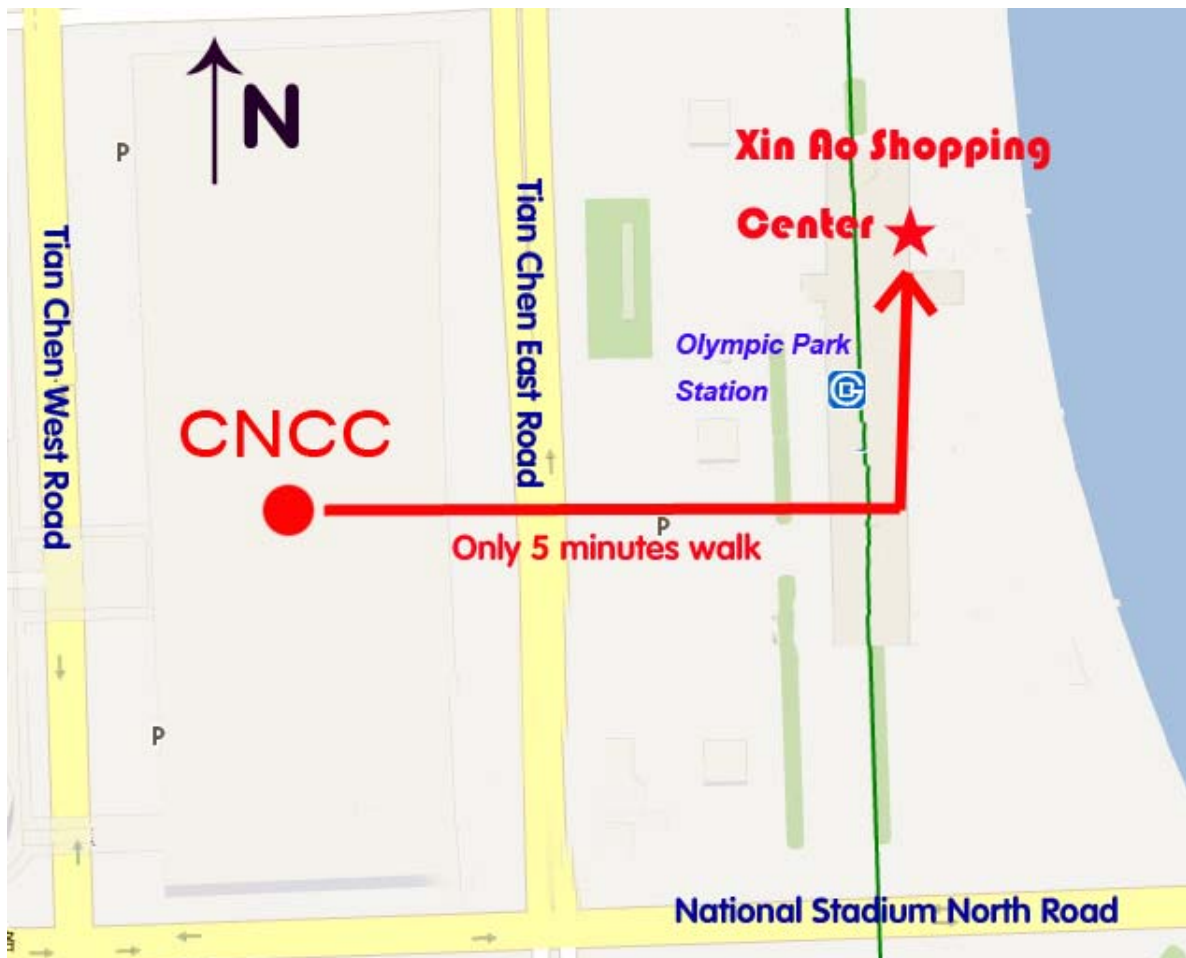 N
Xin Ao Shopping
Center
P
Tian Chen West Road
Tian Chen East Road
Olympic Park
Station
CNCC
P
Only 5 minutes walk
P
National Stadium North Road
路